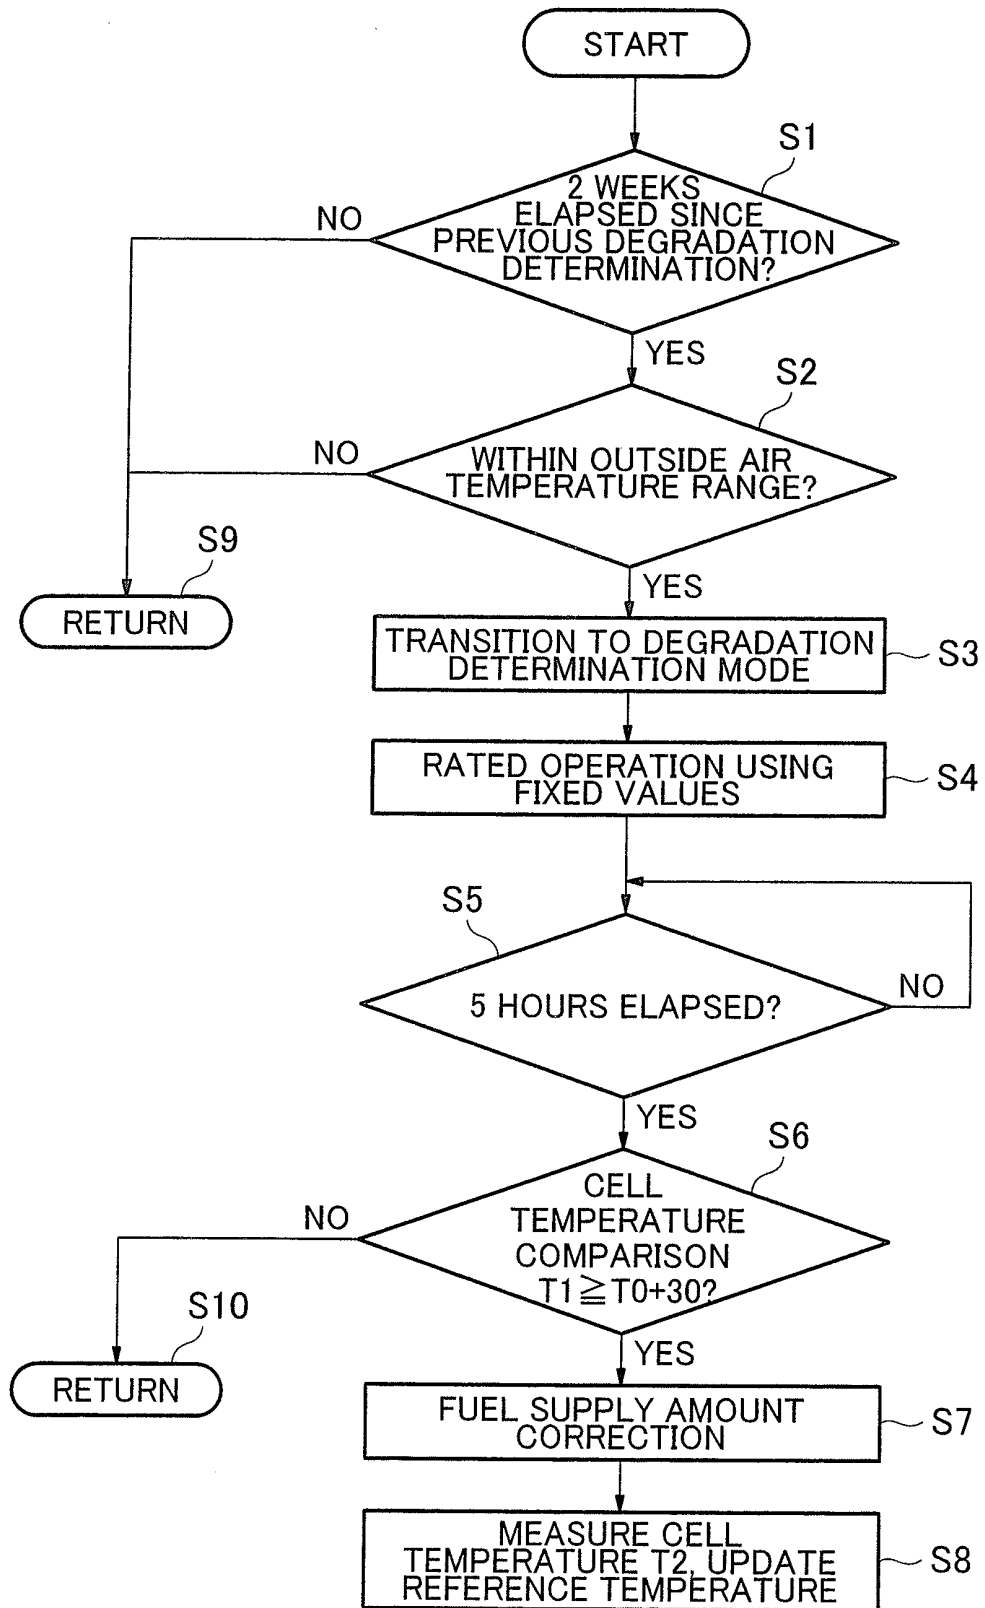 START
S1
2 WEEKS
ELAPSED SINCE
PREVIOUS DEGRADATION
DETERMINATION?
NO
YES
S2
WITHIN OUTSIDE AIR
TEMPERATURE RANGE?
NO
YES
S9
RETURN
TRANSITION TO DEGRADATION
DETERMINATION MODE
S3
RATED OPERATION USING
FIXED VALUES
S4
S5
5 HOURS ELAPSED?
NO
YES
S6
CELL
TEMPERATURE
COMPARISON
T1≧T0+30?
NO
YES
S10
RETURN
FUEL SUPPLY AMOUNT
CORRECTION
S7
MEASURE CELL
TEMPERATURE T2, UPDATE
REFERENCE TEMPERATURE
S8